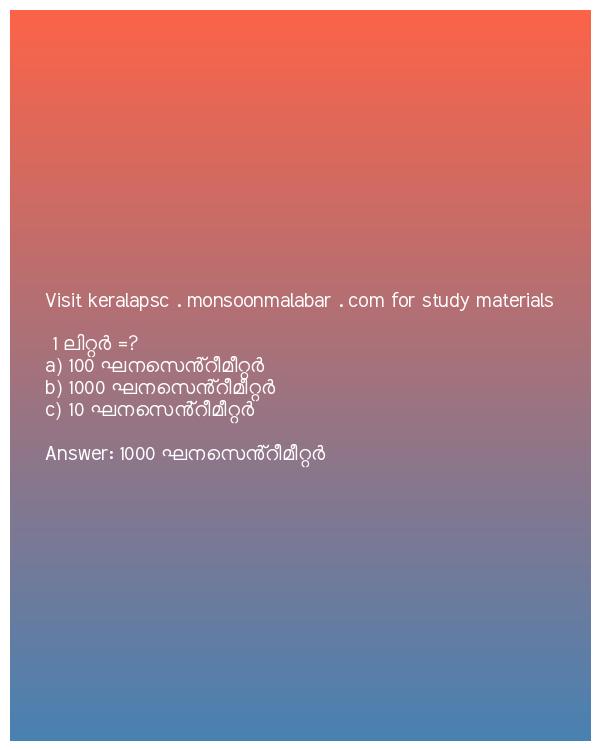 Visit keralapsc . monsoonmalabar . com for study materials
1 ലിറ്റർ =?
a) 100 ഘനസെൻ്റീമീറ്റർ
b) 1000 ഘനസെൻ്റീമീറ്റർ
c) 10 ഘനസെൻ്റീമീറ്റർ
Answer: 1000 ഘനസെൻ്റീമീറ്റർ